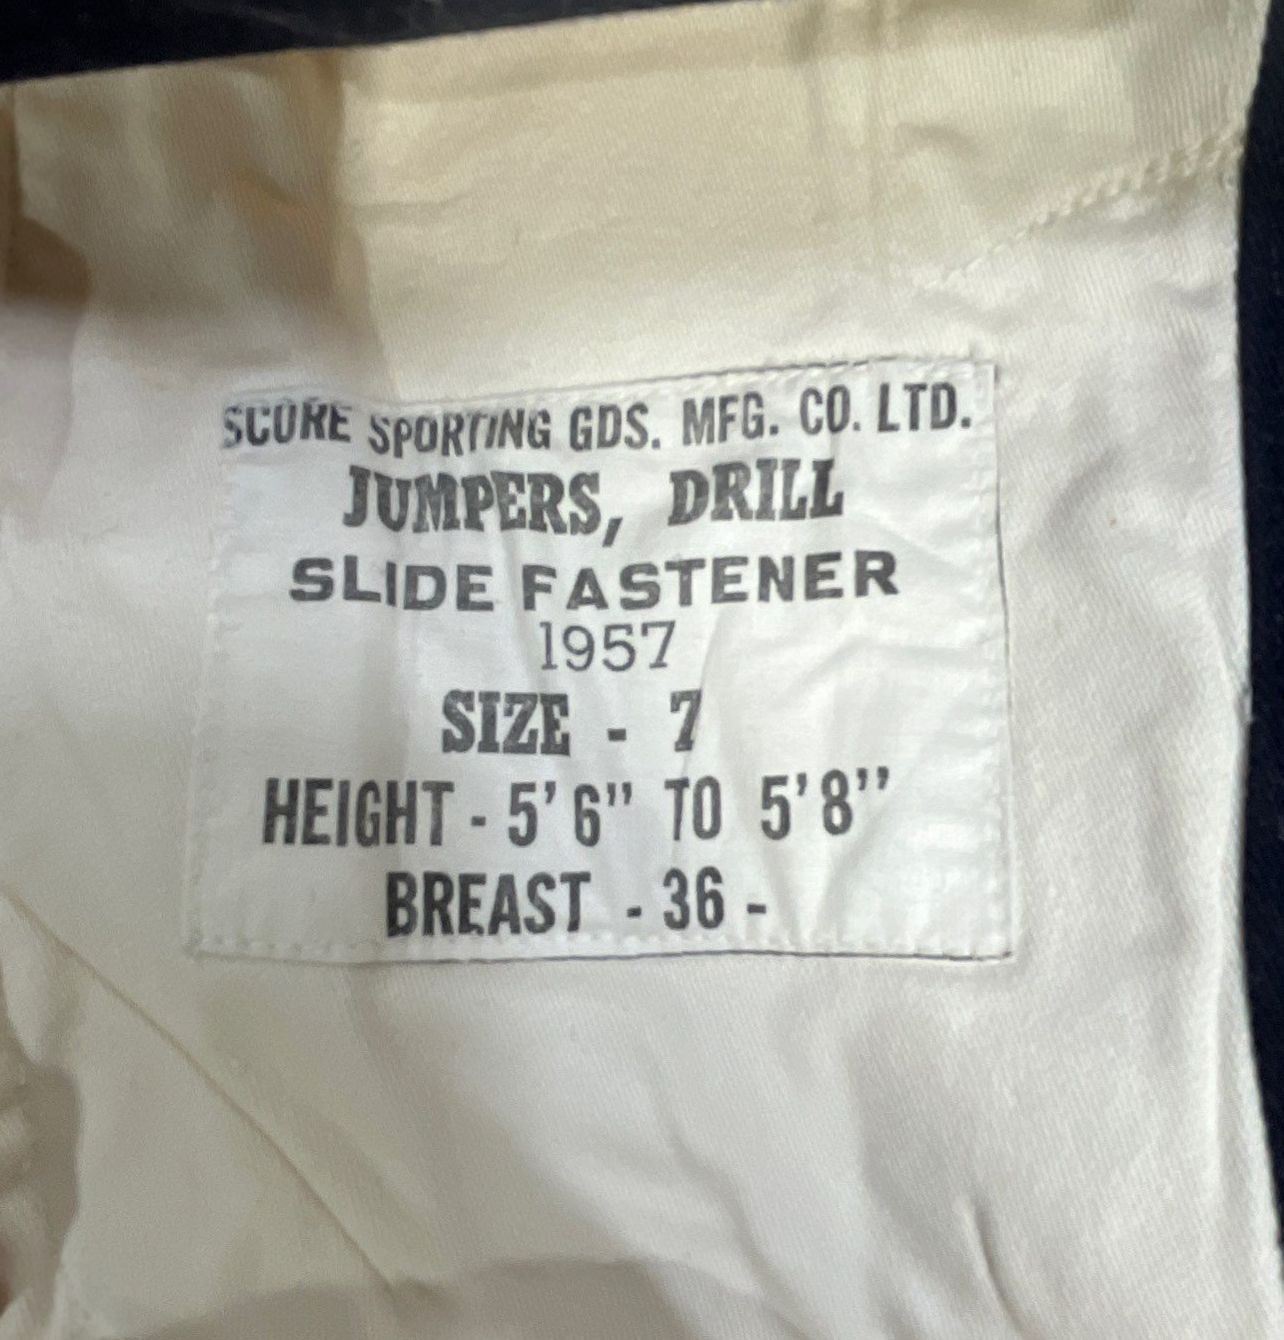 SCORE SPORTING GDS. MFG. CO. LTD.
JUMPERS, DRILL
SLIDE FASTENER
1957
SIZE - 7
HEIGHT - 5' 6" TO 5' 8"
BREAST - 36 -